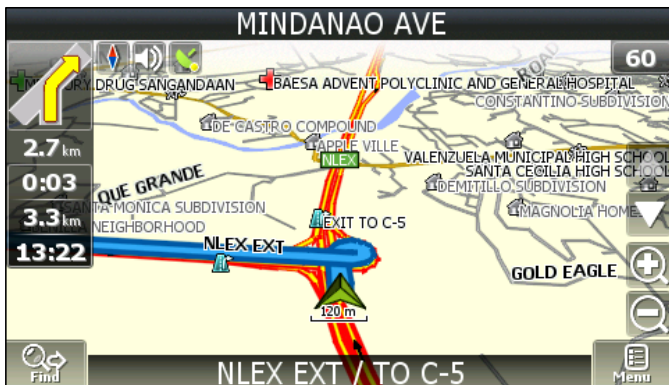 MINDANAO AVE
60
DRUG SANGANDAAN
BAESA ADVENT POLYCLINIC AND GENERAL HOSPITAL
ROAD
CONSTANTINO SUBDIVISION
DE CASTRO COMPOUND
2.7 km
APPLE VILLE
NLEX
VALENZUELA MUNICIPAL HIGH SCHOOL
SANTA CECILIA HIGH SCHOOL
0:03
QUE GRANDE
DEMITILLO SUBDIVISION
3.3 km
SANTA MONICA SUBDIVISION
MAGNOLIA HOME
NEIGHBORHOOD
EXIT TO C-5
13:22
NLEX EXT
GOLD EAGLE
120 m
Find
NLEX EXT / TO C-5
Menu